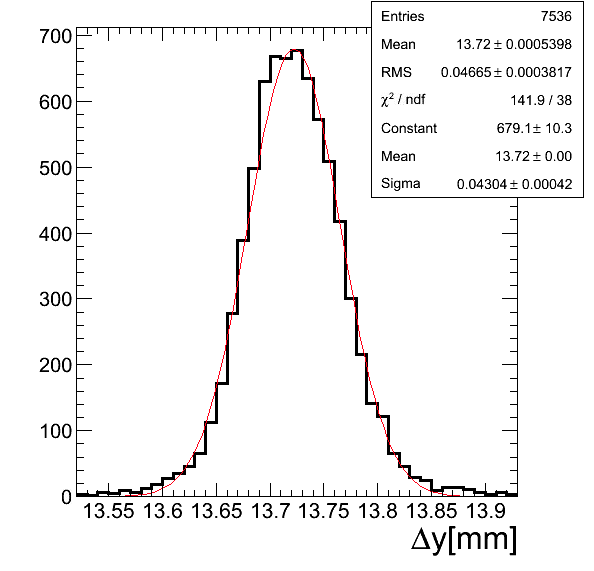 Entries 7536
Mean 13.72 ± 0.0005398
RMS 0.04665 ± 0.0003817
χ² / ndf 141.9 / 38
Constant 679.1 ± 10.3
Mean 13.72 ± 0.00
Sigma 0.04304 ± 0.00042
700
600
500
400
300
200
100
0
13.55 13.6 13.65 13.7 13.75 13.8 13.85 13.9
Δy[mm]